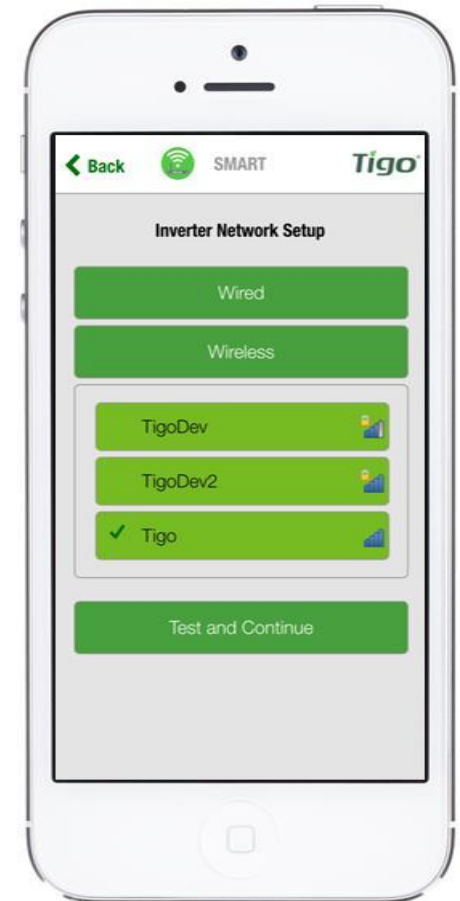 Back SMART Tigo
Inverter Network Setup
Wired
Wireless
TigoDev
TigoDev2
Tigo
Test and Continue